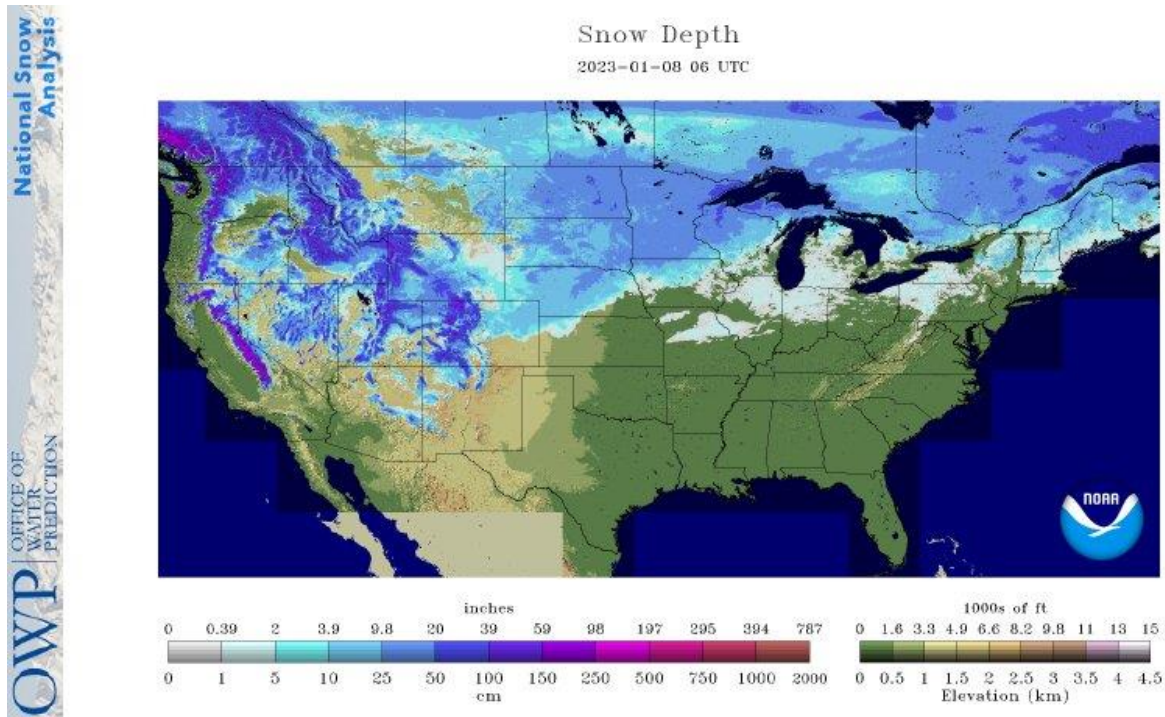 National Snow
Analysis
OWP
OFFICE OF
WATER
PREDICTION
Snow Depth
2023-01-08 06 UTC
NOAA
inches
0 0.39 2 3.9 9.8 20 39 59 98 197 295 394 787
0 1 5 10 25 50 100 150 250 500 750 1000 2000
cm
1000s of ft
0 1.6 3.3 4.9 6.6 8.2 9.8 11 13 15
0 0.5 1 1.5 2 2.5 3 3.5 4 4.5
Elevation (km)